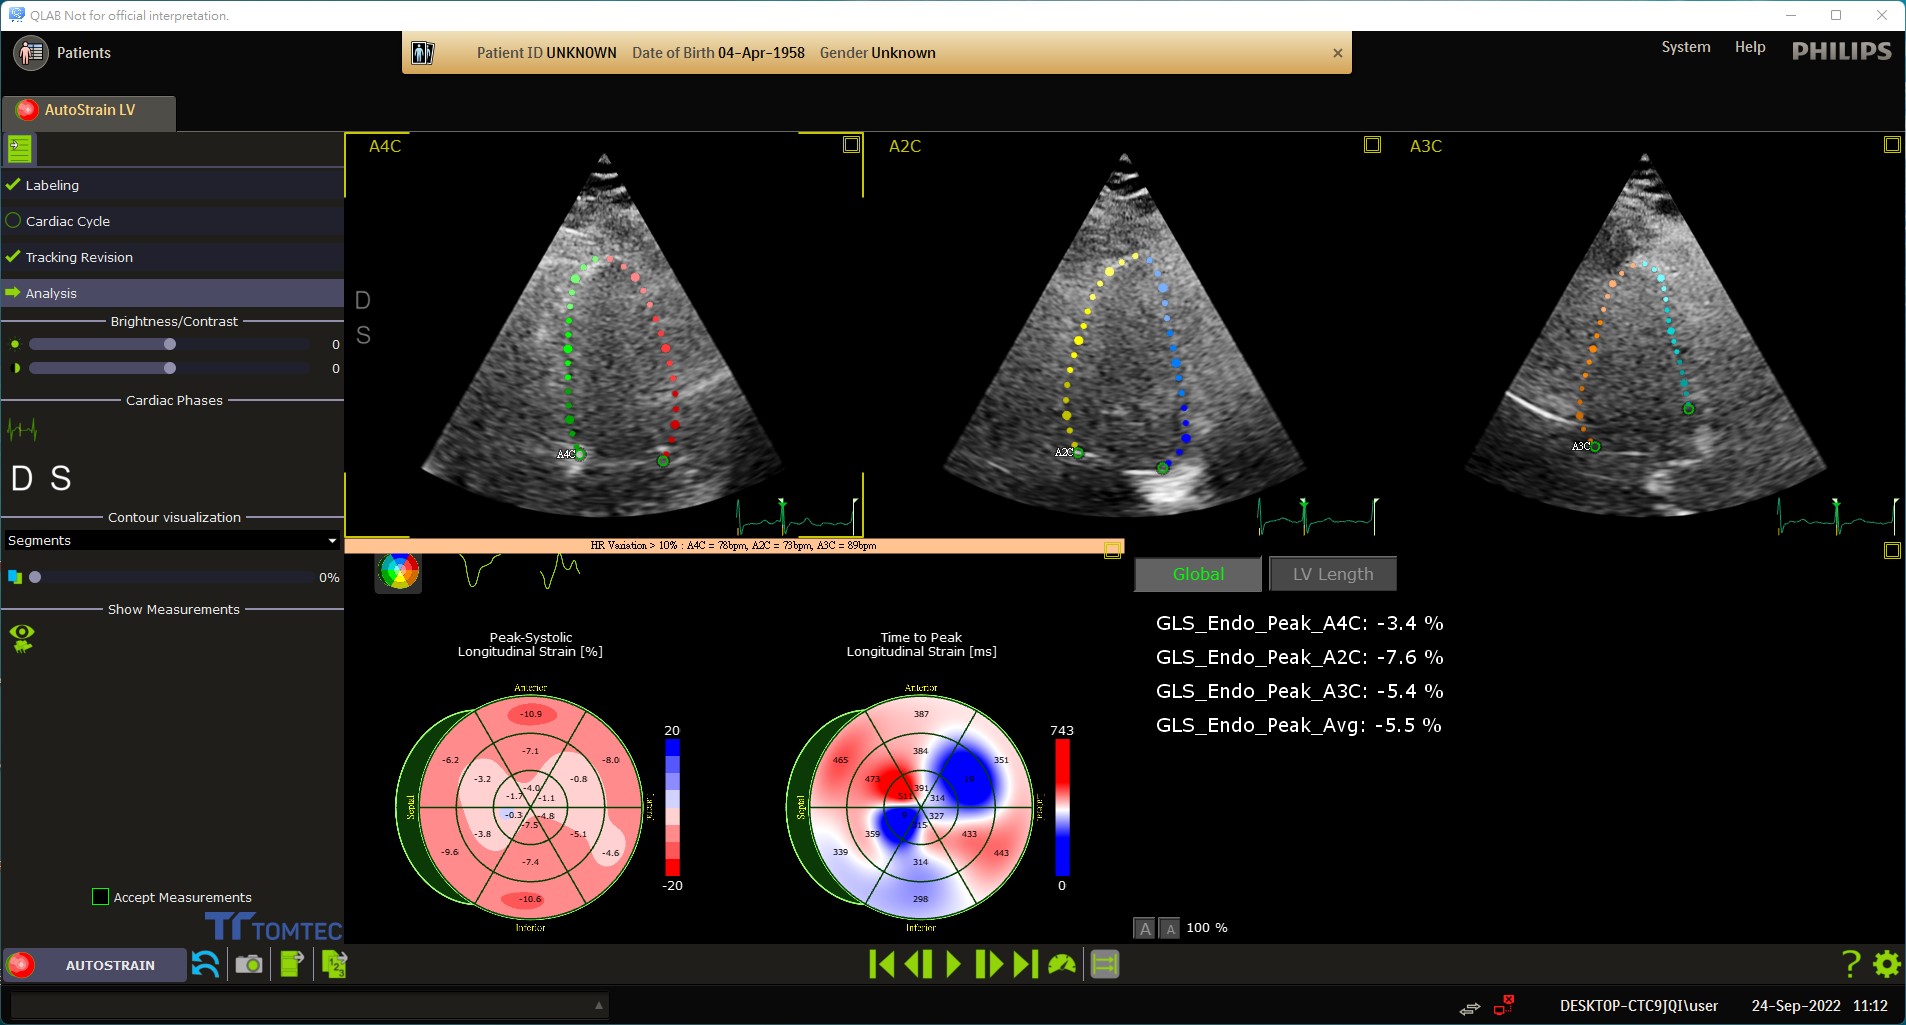 QLAB Not for official interpretation.
Patients
Patient ID UNKNOWN Date of Birth 04-Apr-1958 Gender Unknown
System Help PHILIPS
AutoStrain LV
Labeling
Cardiac Cycle
Tracking Revision
Analysis
Brightness/Contrast
0
0
Cardiac Phases
D S
Contour visualization
Segments
0%
Show Measurements
Accept Measurements
TOMTEC
A4C
D
S
A4C
A2C
A2C
A3C
A3C
HR Variation > 10% : A4C = 78bpm, A2C = 73bpm, A3C = 89bpm
Peak-Systolic
Longitudinal Strain [%]
Anterior
-10.9
-7.1
-6.2
-8.0
-3.2
-0.8
-4.0
-1.7
-1.1
Septal
Lateral
-0.3
-4.8
-7.5
-3.8
-5.1
-9.6
-4.6
-7.4
-10.6
Inferior
20
-20
Time to Peak
Longitudinal Strain [ms]
Anterior
387
384
465
351
473
391
511
314
Septal
Lateral
327
315
359
433
339
443
314
298
Inferior
743
0
Global
LV Length
GLS_Endo_Peak_A4C: -3.4 %
GLS_Endo_Peak_A2C: -7.6 %
GLS_Endo_Peak_A3C: -5.4 %
GLS_Endo_Peak_Avg: -5.5 %
A A 100 %
AUTOSTRAIN
DESKTOP-CTC9JQI\user 24-Sep-2022 11:12